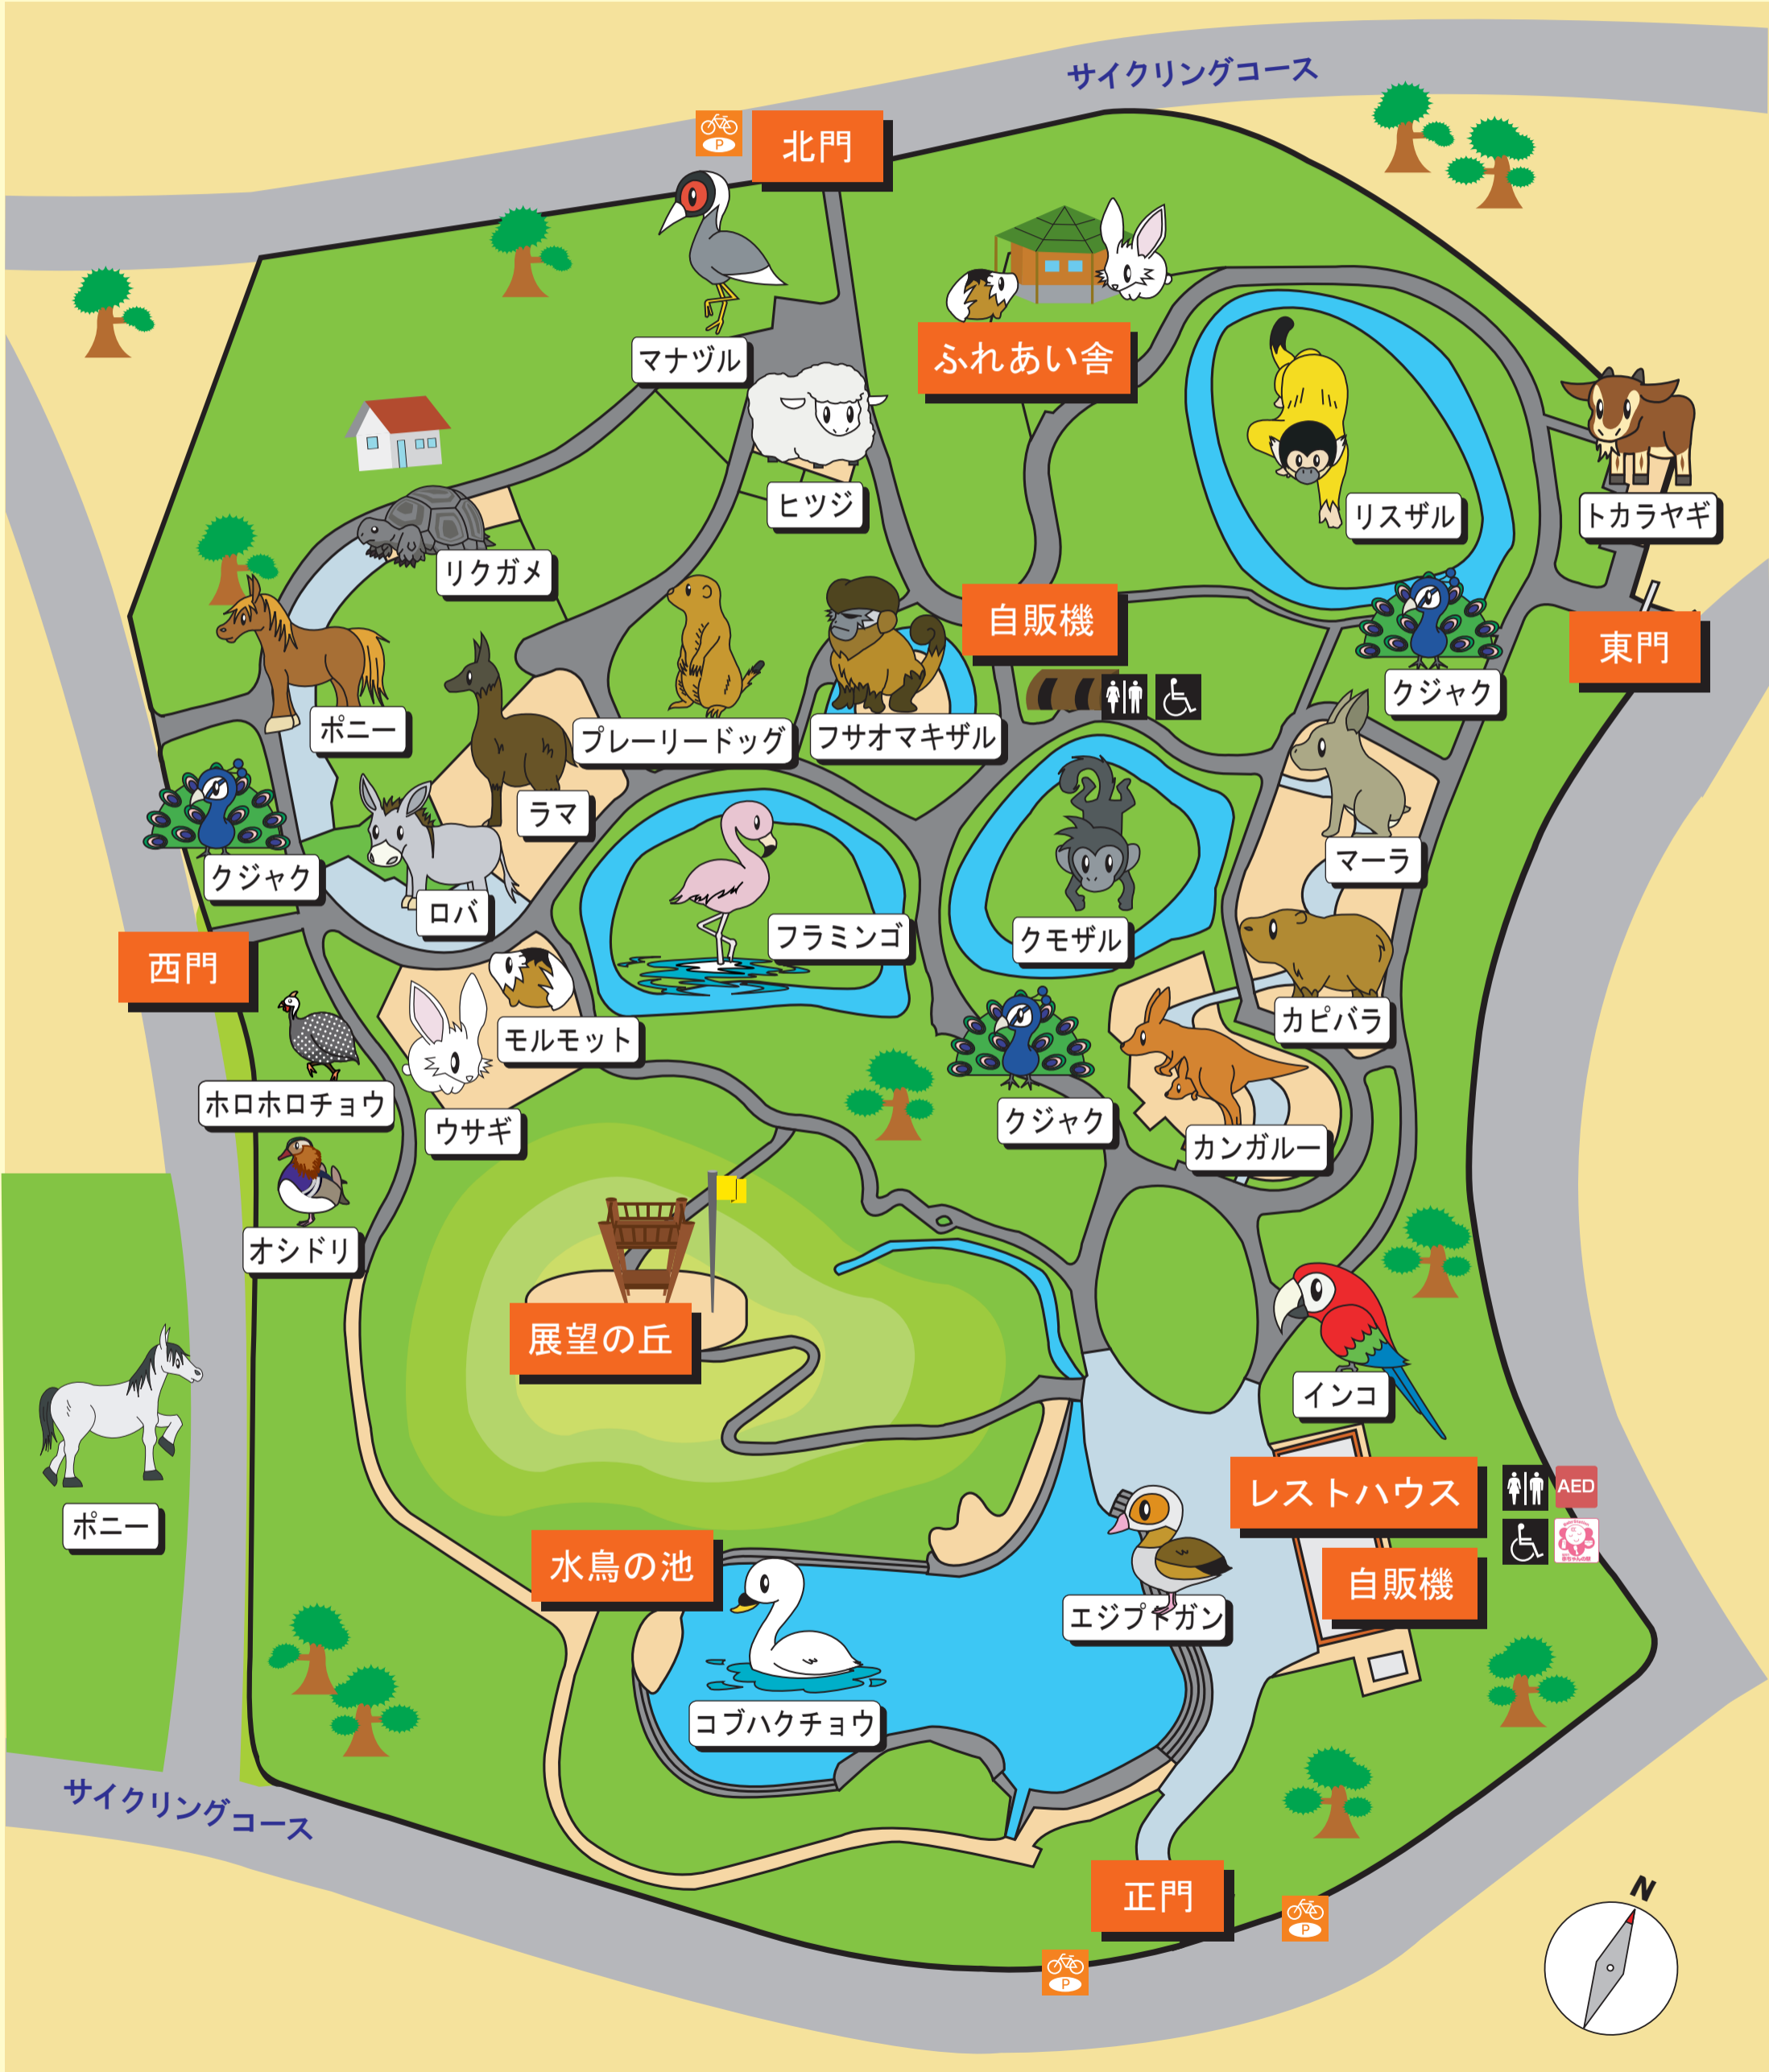 サイクリングコース
P
北門
マナヅル
ふれあい舎
ヒツジ
リスザル
トカラヤギ
リクガメ
自販機
東門
クジャク
ポニー
プレーリードッグ
フサオマキザル
ラマ
マーラ
クジャク
ロバ
フラミンゴ
クモザル
西門
カピバラ
モルモット
ホロホロチョウ
ウサギ
クジャク
カンガルー
オシドリ
展望の丘
インコ
レストハウス
AED
ポニー
水鳥の池
自販機
エジプトガン
コブハクチョウ
サイクリングコース
正門
P
P
N